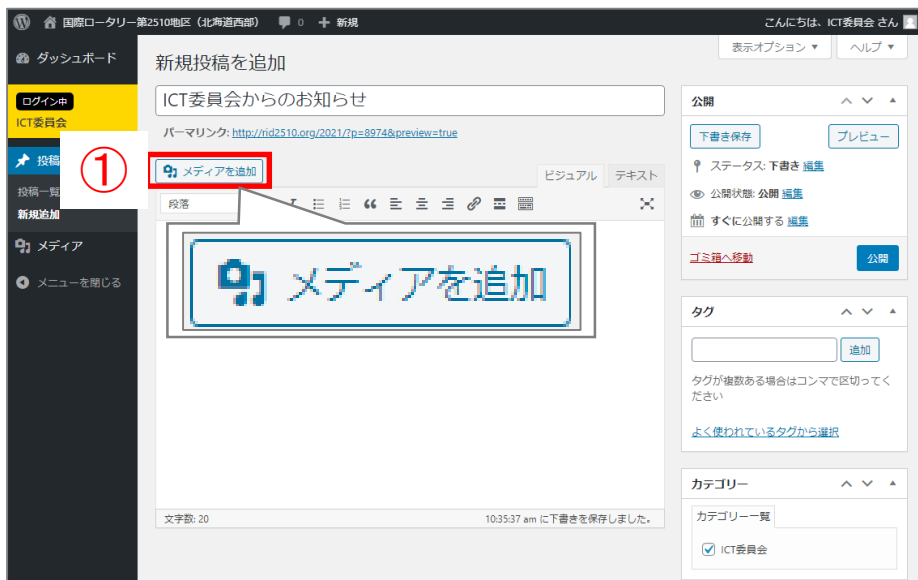 国際ロータリー第2510地区（北海道西部） 0 新規
こんにちは、ICT委員会 さん
ダッシュボード
ログイン中
ICT委員会
投稿一覧
新規追加
メディア
メニューを閉じる
表示オプション ▼ ヘルプ ▼
新規投稿を追加
ICT委員会からのお知らせ
パーマリンク: http://rid2510.org/2021/?p=8974&preview=true
①
メディアを追加
ビジュアル テキスト
段落
メディアを追加
文字数: 20
10:35:37 am に下書きを保存しました。
公開
下書き保存 プレビュー
ステータス: 下書き 編集
公開状態: 公開 編集
すぐに公開する 編集
ゴミ箱へ移動 公開
タグ
追加
タグが複数ある場合はコンマで区切ってく
ださい
よく使われているタグから選択
カテゴリー
カテゴリー一覧
ICT委員会